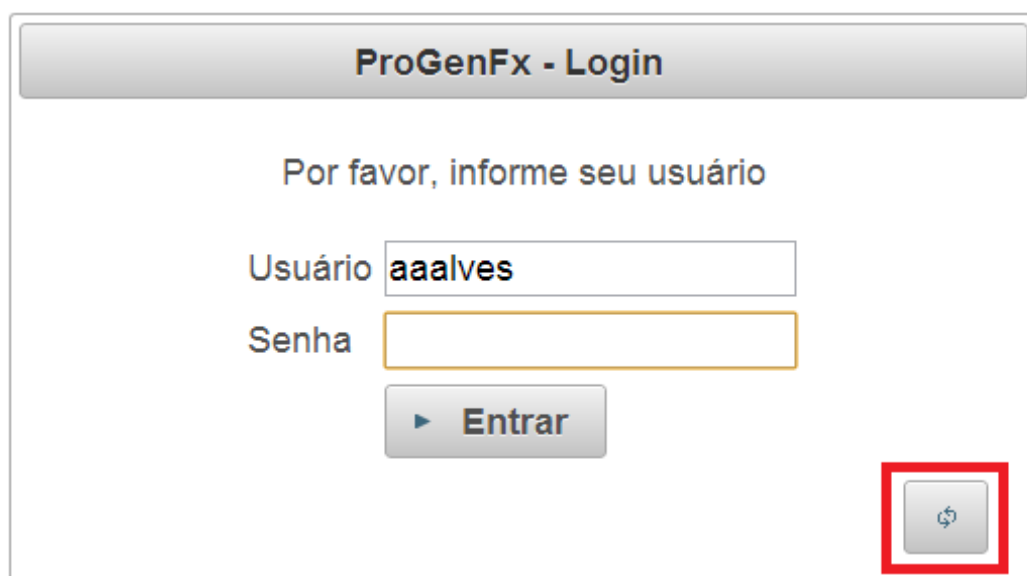 ProGenFx - Login
Por favor, informe seu usuário
Usuário aaalves
Senha
Entrar